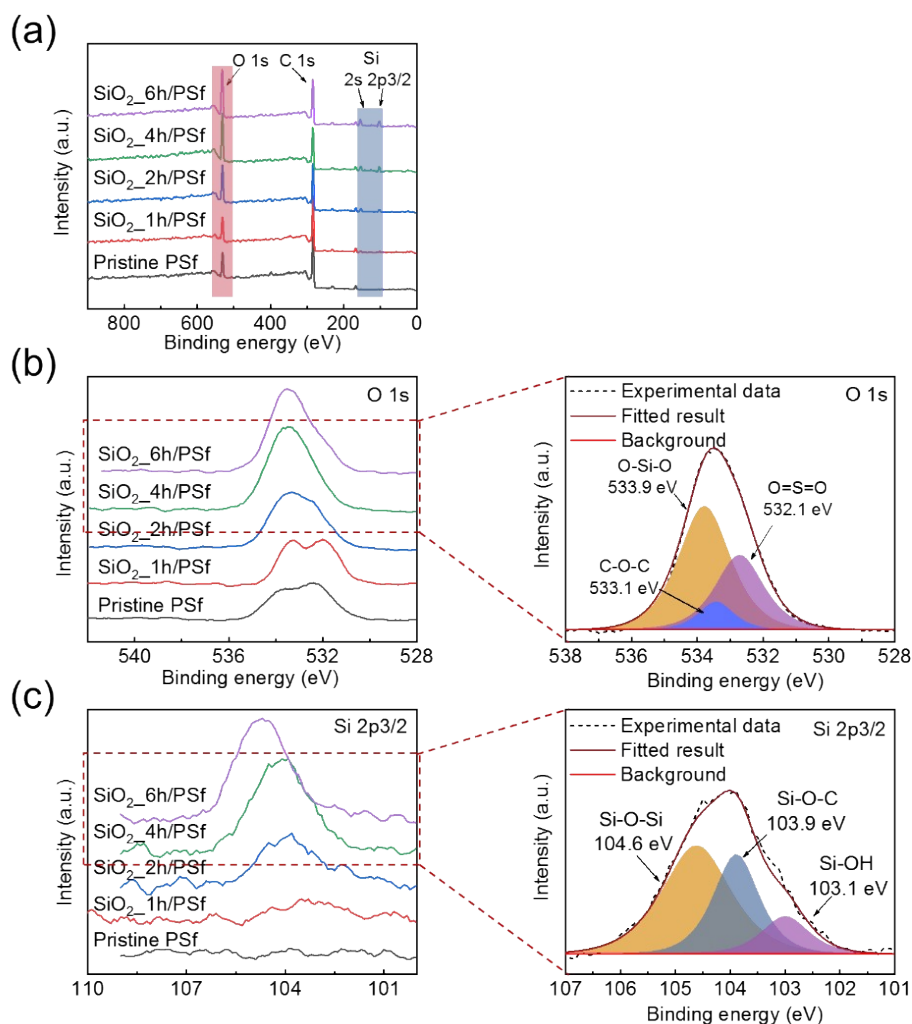 (a)
O 1s
C 1s
Si
2s 2p3/2
SiO₂_6h/PSf
SiO₂_4h/PSf
SiO₂_2h/PSf
SiO₂_1h/PSf
Pristine PSf
Intensity (a.u.)
800 600 400 200 0
Binding energy (eV)
(b)
O 1s
SiO₂_6h/PSf
SiO₂_4h/PSf
SiO₂_2h/PSf
SiO₂_1h/PSf
Pristine PSf
Intensity (a.u.)
540 536 532 528
Binding energy (eV)
Experimental data
Fitted result
Background
O 1s
O-Si-O
533.9 eV
O=S=O
532.1 eV
C-O-C
533.1 eV
Intensity (a.u.)
538 536 534 532 530 528
Binding energy (eV)
(c)
Si 2p3/2
SiO₂_6h/PSf
SiO₂_4h/PSf
SiO₂_2h/PSf
SiO₂_1h/PSf
Pristine PSf
Intensity (a.u.)
110 107 104 101
Binding energy (eV)
Experimental data
Fitted result
Background
Si 2p3/2
Si-O-Si
104.6 eV
Si-O-C
103.9 eV
Si-OH
103.1 eV
Intensity (a.u.)
107 106 105 104 103 102 101
Binding energy (eV)